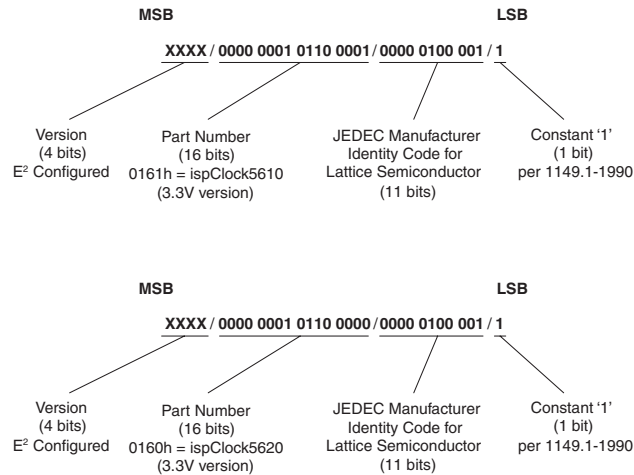 MSB LSB
XXXX / 0000 0001 0110 0001 / 0000 0100 001 / 1
Version
(4 bits)
E² Configured
Part Number
(16 bits)
0161h = ispClock5610
(3.3V version)
JEDEC Manufacturer
Identity Code for
Lattice Semiconductor
(11 bits)
Constant ‘1’
(1 bit)
per 1149.1-1990
MSB LSB
XXXX / 0000 0001 0110 0000 / 0000 0100 001 / 1
Version
(4 bits)
E² Configured
Part Number
(16 bits)
0160h = ispClock5620
(3.3V version)
JEDEC Manufacturer
Identity Code for
Lattice Semiconductor
(11 bits)
Constant ‘1’
(1 bit)
per 1149.1-1990